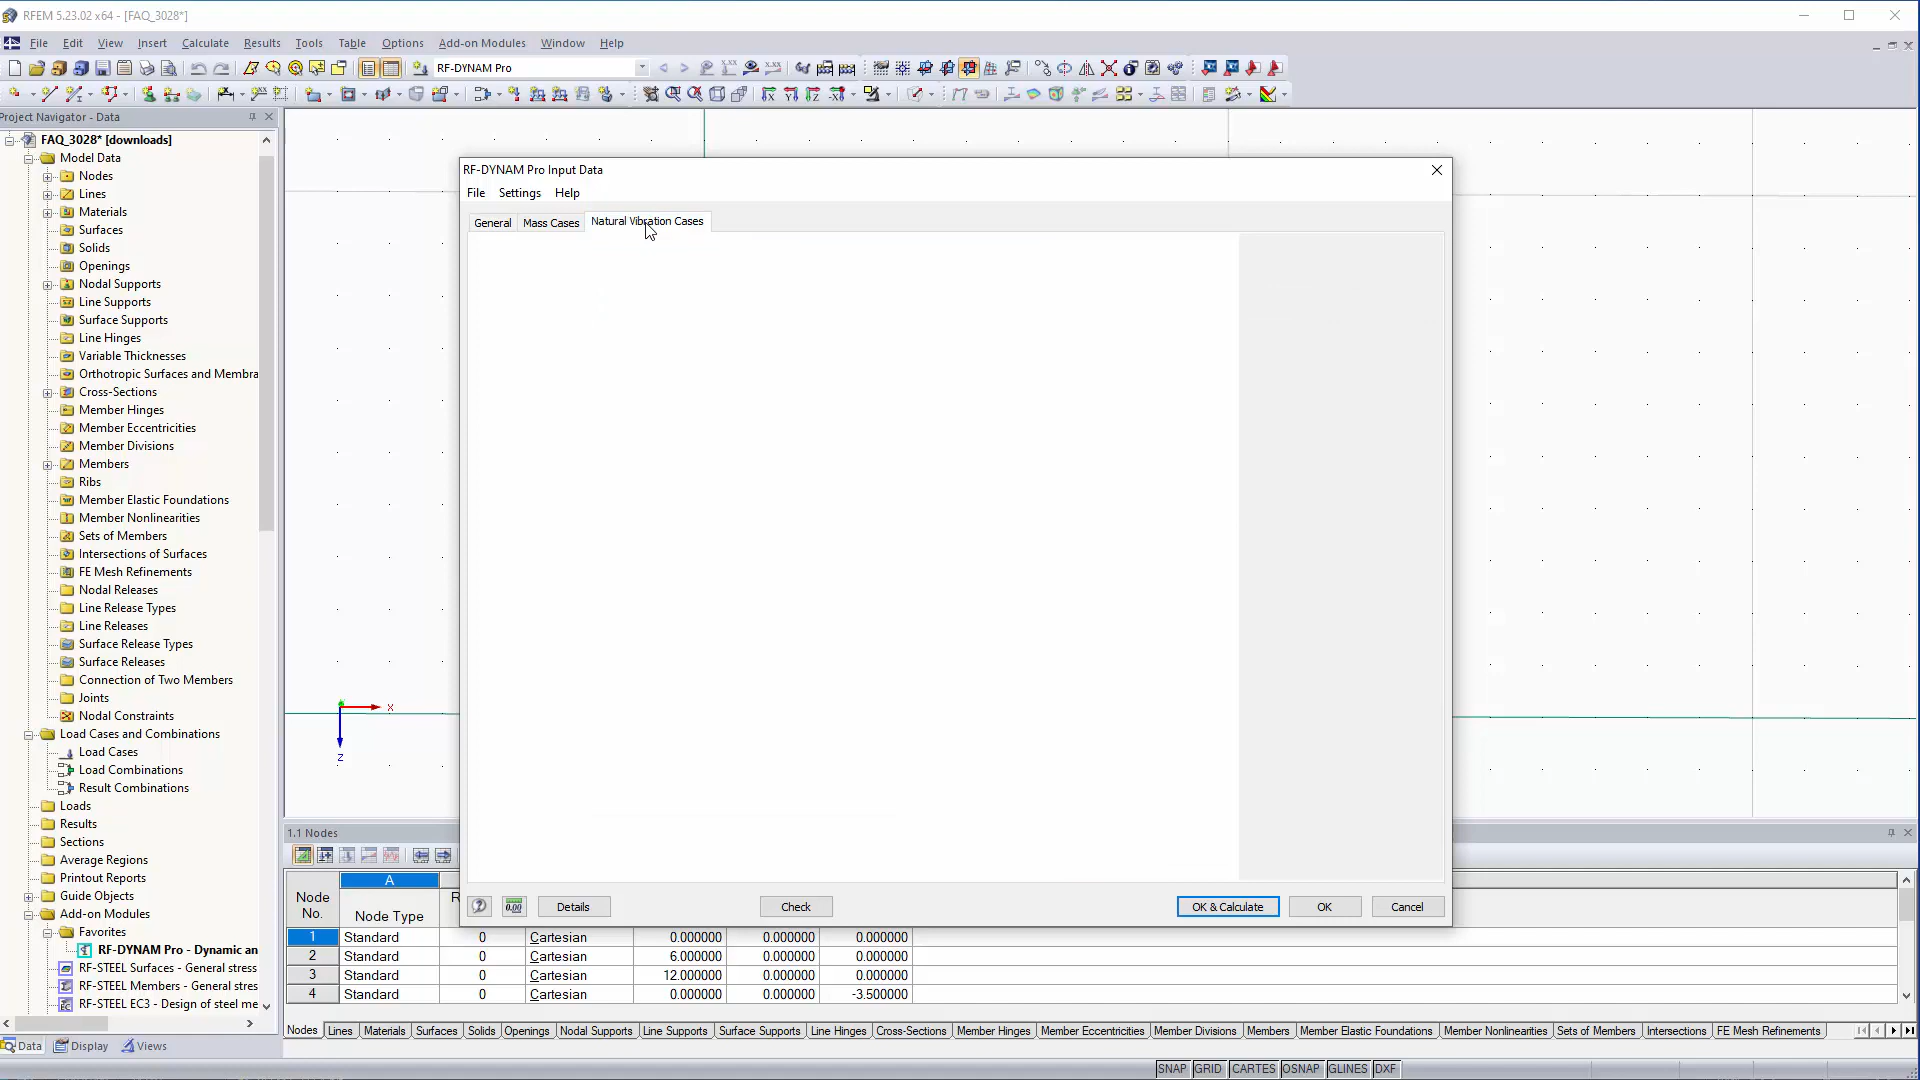 RFEM 5.23.02 x64 - [FAQ_3028*]
File Edit View Insert Calculate Results Tools Table Options Add-on Modules Window Help
RF-DYNAM Pro
Project Navigator - Data
FAQ_3028* [downloads]
Model Data
Nodes
Lines
Materials
Surfaces
Solids
Openings
Nodal Supports
Line Supports
Surface Supports
Line Hinges
Variable Thicknesses
Orthotropic Surfaces and Membra
Cross-Sections
Member Hinges
Member Eccentricities
Member Divisions
Members
Ribs
Member Elastic Foundations
Member Nonlinearities
Sets of Members
Intersections of Surfaces
FE Mesh Refinements
Nodal Releases
Line Release Types
Line Releases
Surface Release Types
Surface Releases
Connection of Two Members
Joints
Nodal Constraints
Load Cases and Combinations
Load Cases
Load Combinations
Result Combinations
Loads
Results
Sections
Average Regions
Printout Reports
Guide Objects
Add-on Modules
Favorites
RF-DYNAM Pro - Dynamic an
RF-STEEL Surfaces - General stress
RF-STEEL Members - General stres
RF-STEEL EC3 - Design of steel me
Data Display Views
RF-DYNAM Pro Input Data
File Settings Help
General Mass Cases Natural Vibration Cases
Details Check OK & Calculate OK Cancel
x
z
1.1 Nodes
A
Node No. Node Type R
1 Standard 0 Cartesian 0.000000 0.000000 0.000000
2 Standard 0 Cartesian 6.000000 0.000000 0.000000
3 Standard 0 Cartesian 12.000000 0.000000 0.000000
4 Standard 0 Cartesian 0.000000 0.000000 -3.500000
Nodes Lines Materials Surfaces Solids Openings Nodal Supports Line Supports Surface Supports Line Hinges Cross-Sections Member Hinges Member Eccentricities Member Divisions Members Member Elastic Foundations Member Nonlinearities Sets of Members Intersections FE Mesh Refinements
SNAP GRID CARTES OSNAP GLINES DXF